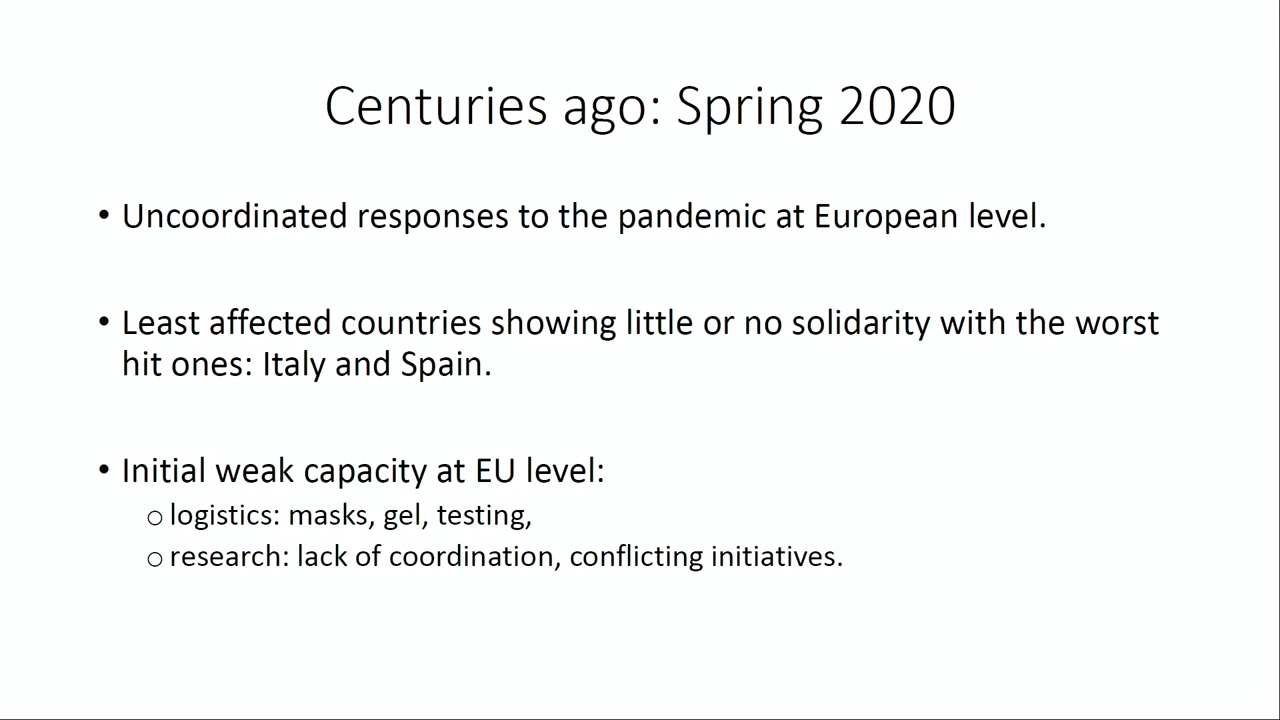 Centuries ago: Spring 2020
• Uncoordinated responses to the pandemic at European level.
• Least affected countries showing little or no solidarity with the worst
hit ones: Italy and Spain.
• Initial weak capacity at EU level:
o logistics: masks, gel, testing,
o research: lack of coordination, conflicting initiatives.